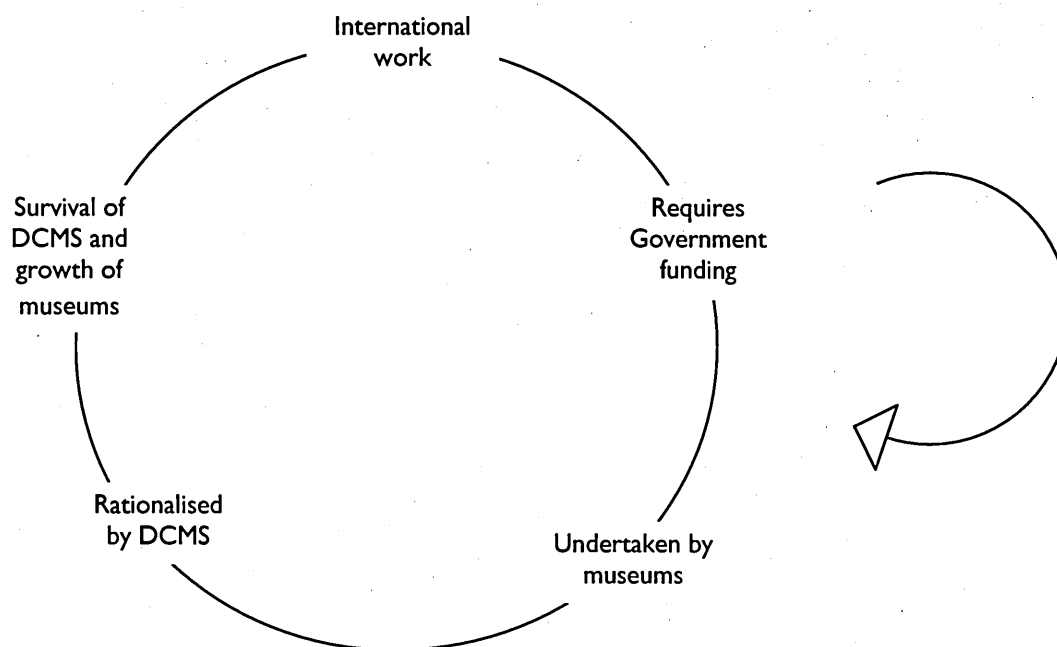 International
work
Requires
Government
funding
Undertaken by
museums
Rationalised
by DCMS
Survival of
DCMS and
growth of
museums